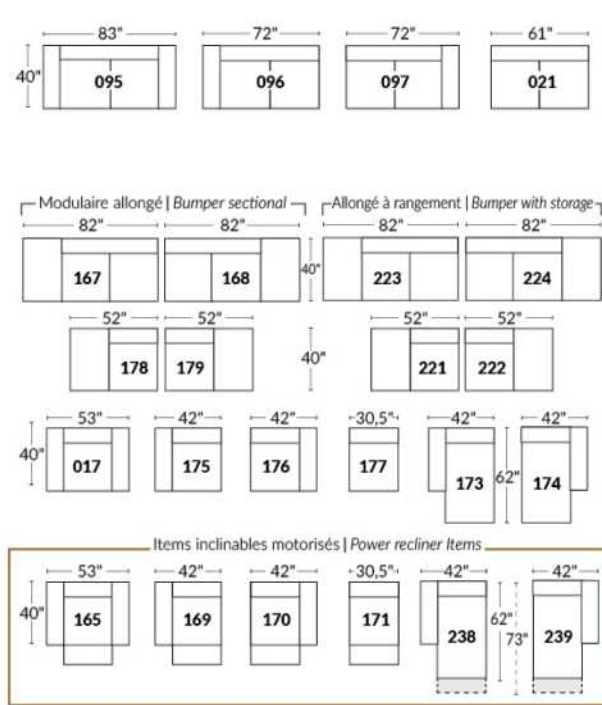 83" 72" 72" 61"
40" 095 096 097 021
Modulaire allongé | Bumper sectional Allongé à rangement | Bumper with storage
82" 82" 82" 82"
167 168 40" 223 224
52" 52" 52" 52"
178 179 40" 221 222
53" 42" 42" 30,5" 42" 42"
40" 017 175 176 177 173 62" 174
Items inclinables motorisés | Power recliner Items
53" 42" 42" 30,5" 42" 42"
40" 165 169 170 171 238 62" 73" 239